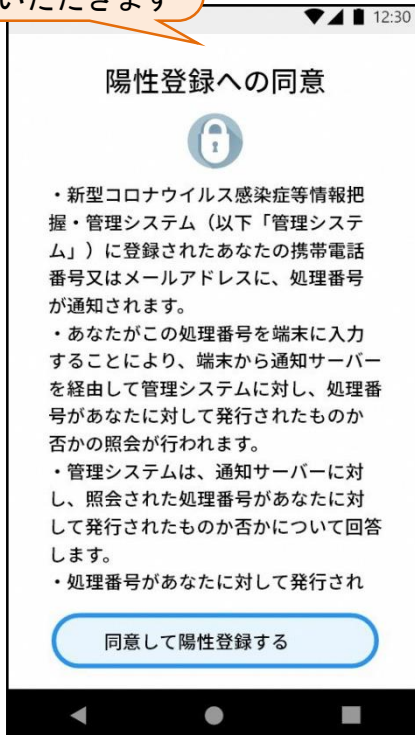 いただきます
12:30
陽性登録への同意
・新型コロナウイルス感染症等情報把
握・管理システム（以下「管理システ
ム」）に登録されたあなたの携帯電話
番号又はメールアドレスに、処理番号
が通知されます。
・あなたがこの処理番号を端末に入力
することにより、端末から通知サーバー
を経由して管理システムに対し、処理番
号があなたに対して発行されたものか
否かの照会が行われます。
・管理システムは、通知サーバーに対
し、照会された処理番号があなたに対
して発行されたものか否かについて回答
します。
・処理番号があなたに対して発行され
同意して陽性登録する